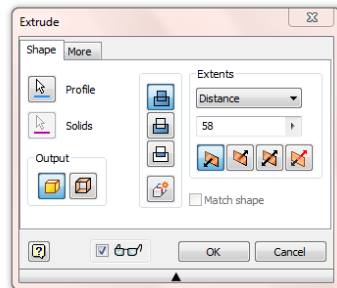 Extrude
Shape More
Profile
Solids
Output
Extents
Distance
58
Match shape
?
OK
Cancel